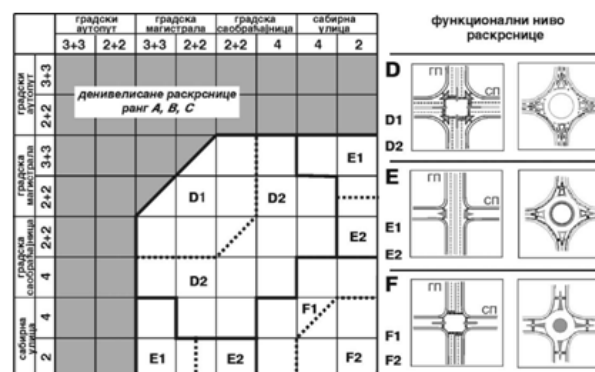 градски
аутопут
градска
магистрала
градска
саобраћајница
сабирна
улица
3+3 2+2 3+3 2+2 2+2 4 4 2
градски
аутопут
3+3
2+2
денивелисане раскрснице
ранг А, В, С
градска
магистрала
3+3
2+2
E1
D1
D2
градска
саобраћајница
2+2
4
E2
D2
сабирна
улица
4
2
F1
E1
E2
F2
функционални ниво
раскрснице
D
ГП
СП
D1
D2
E
ГП
СП
E1
E2
F
ГП
СП
F1
F2